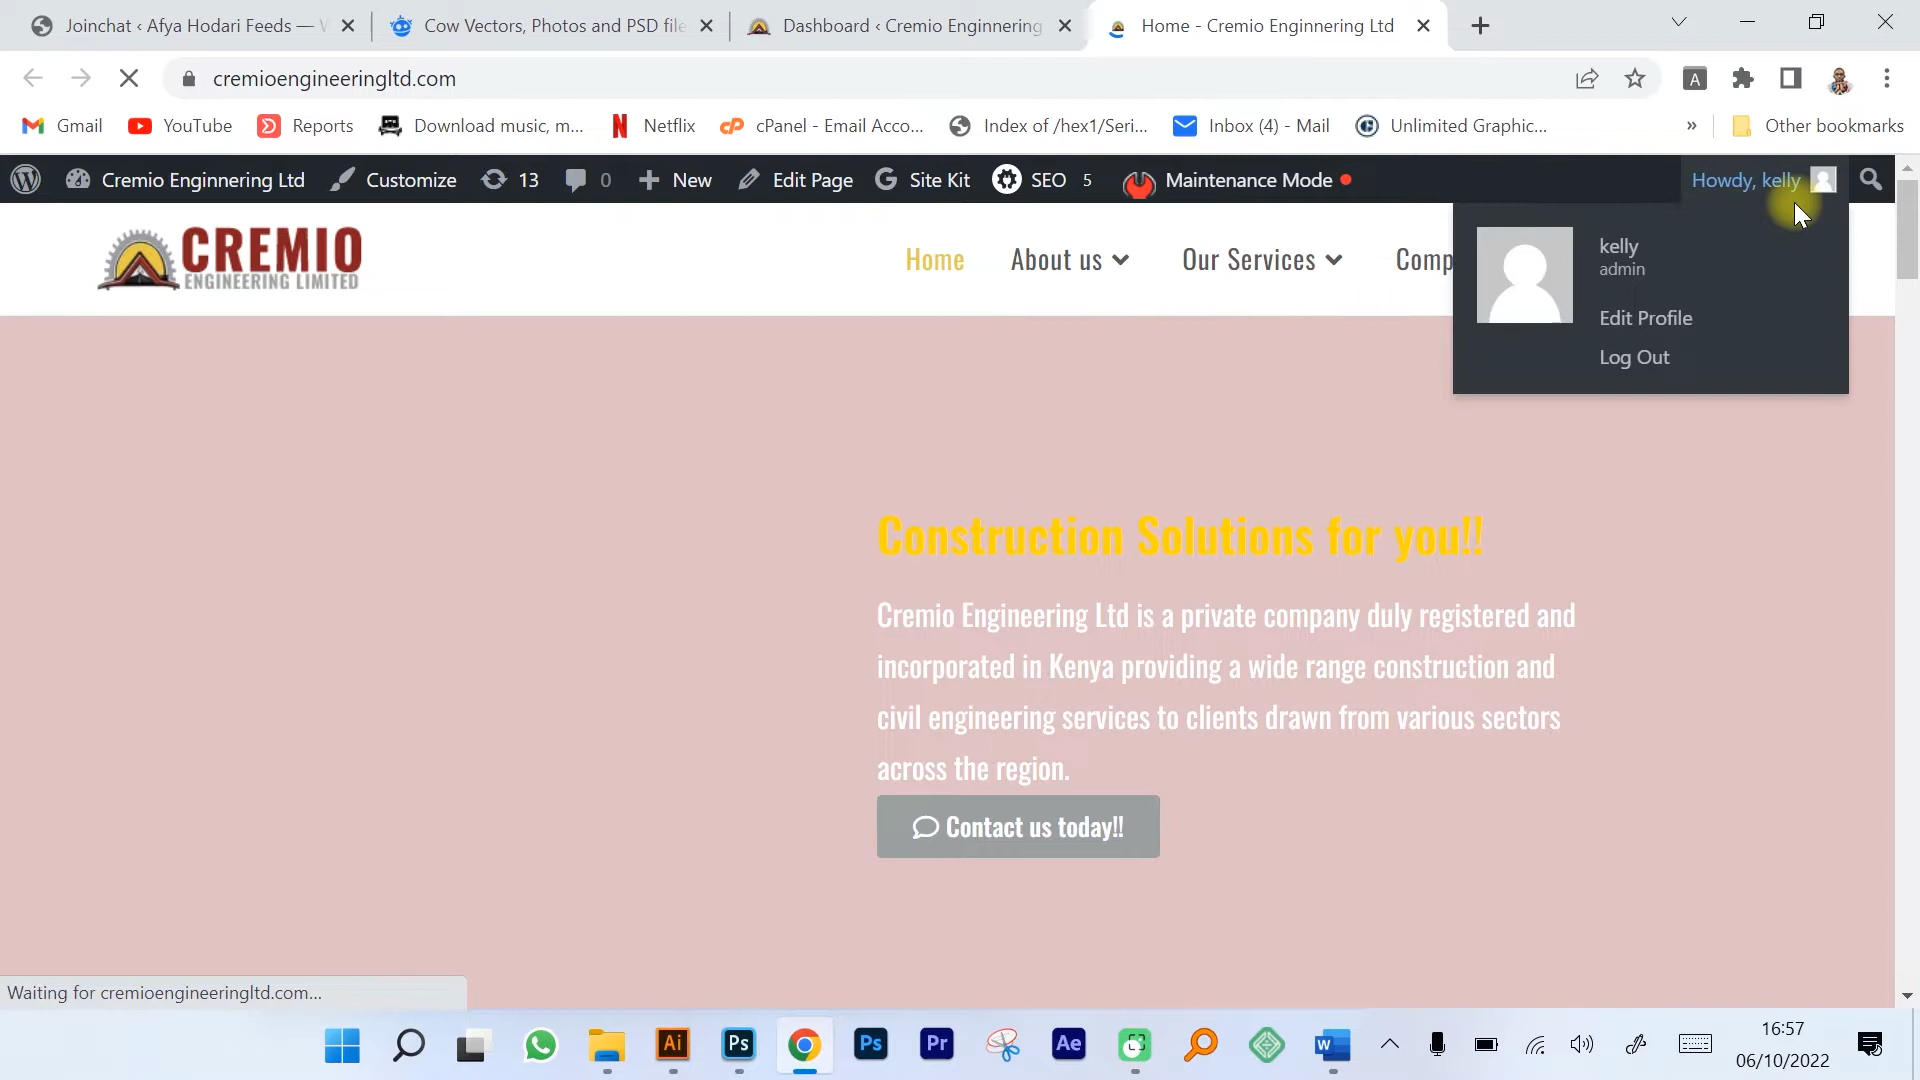 Joinchat ‹ Afya Hodari Feeds —
Cow Vectors, Photos and PSD file
Dashboard ‹ Cremio Enginnering
Home - Cremio Enginnering Ltd
cremioengineeringltd.com
A
Gmail
YouTube
Reports
Download music, m...
Netflix
cPanel - Email Acco...
Index of /hex1/Seri...
Inbox (4) - Mail
Unlimited Graphic...
»
Other bookmarks
Cremio Enginnering Ltd
Customize
13
0
New
Edit Page
Site Kit
SEO 5
Maintenance Mode
Howdy, kelly
kelly
admin
Edit Profile
Log Out
CREMIO
ENGINEERING LIMITED
Home
About us
Our Services
Comp
Construction Solutions for you!!
Cremio Engineering Ltd is a private company duly registered and
incorporated in Kenya providing a wide range construction and
civil engineering services to clients drawn from various sectors
across the region.
Contact us today!!
Waiting for cremioengineeringltd.com...
Ai
Ps
Ps
Pr
Ae
W
16:57
06/10/2022